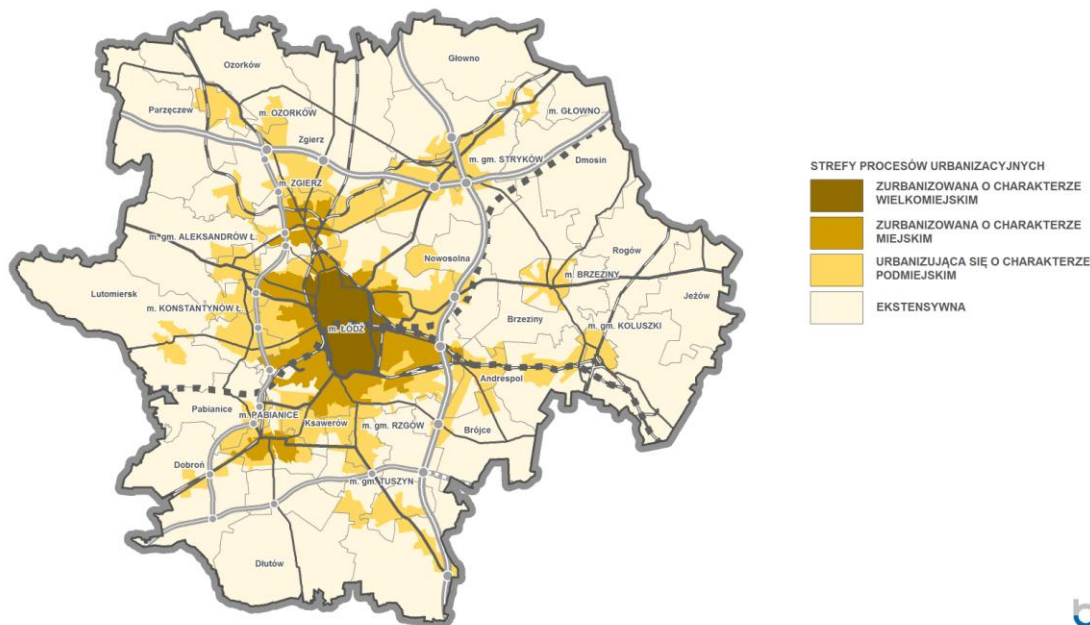 Ozorków
Głowno
Parzęczew
m. OZORKÓW
m. GŁOWNO
Zgierz
m. gm. STRYKÓW
Dmosin
m. ZGIERZ
m. gm. ALEKSANDRÓW Ł.
Nowosolna
Rogów
m. BRZEZINY
Lutomiersk
Jeżów
m. KONSTANTYNÓW Ł.
Brzeziny
m. ŁÓDŹ
m. gm. KOLUSZKI
Andrespol
Pabianice
m. PABIANICE
Ksawerów
m. gm. RZGÓW
Brójce
Dobroń
m. gm. TUSZYN
Dłutów
STREFY PROCESÓW URBANIZACYJNYCH
ZURBANIZOWANA O CHARAKTERZE
WIELKOMIEJSKIM
ZURBANIZOWANA O CHARAKTERZE
MIEJSKIM
URBANIZUJĄCA SIĘ O CHARAKTERZE
PODMIEJSKIM
EKSTENSYWNA